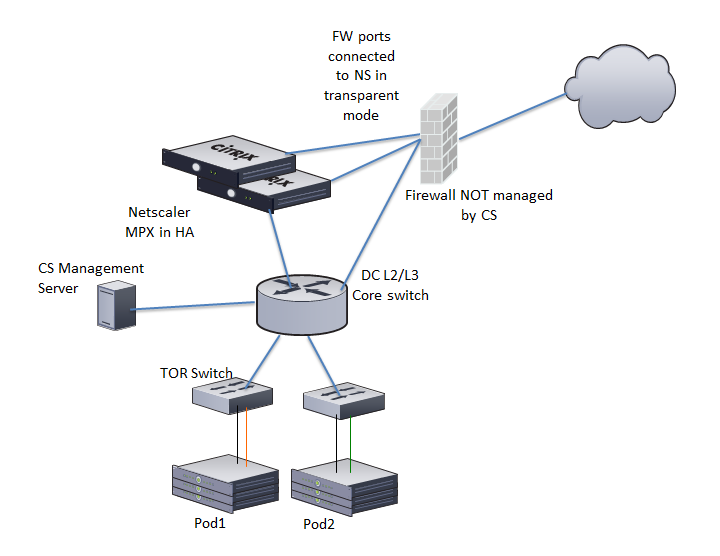 FW ports
connected
to NS in
transparent
mode
CITRIX
TRIX
Firewall NOT managed
by CS
Netscaler
MPX in HA
CS Management
Server
DC L2/L3
Core switch
TOR Switch
Pod1
Pod2